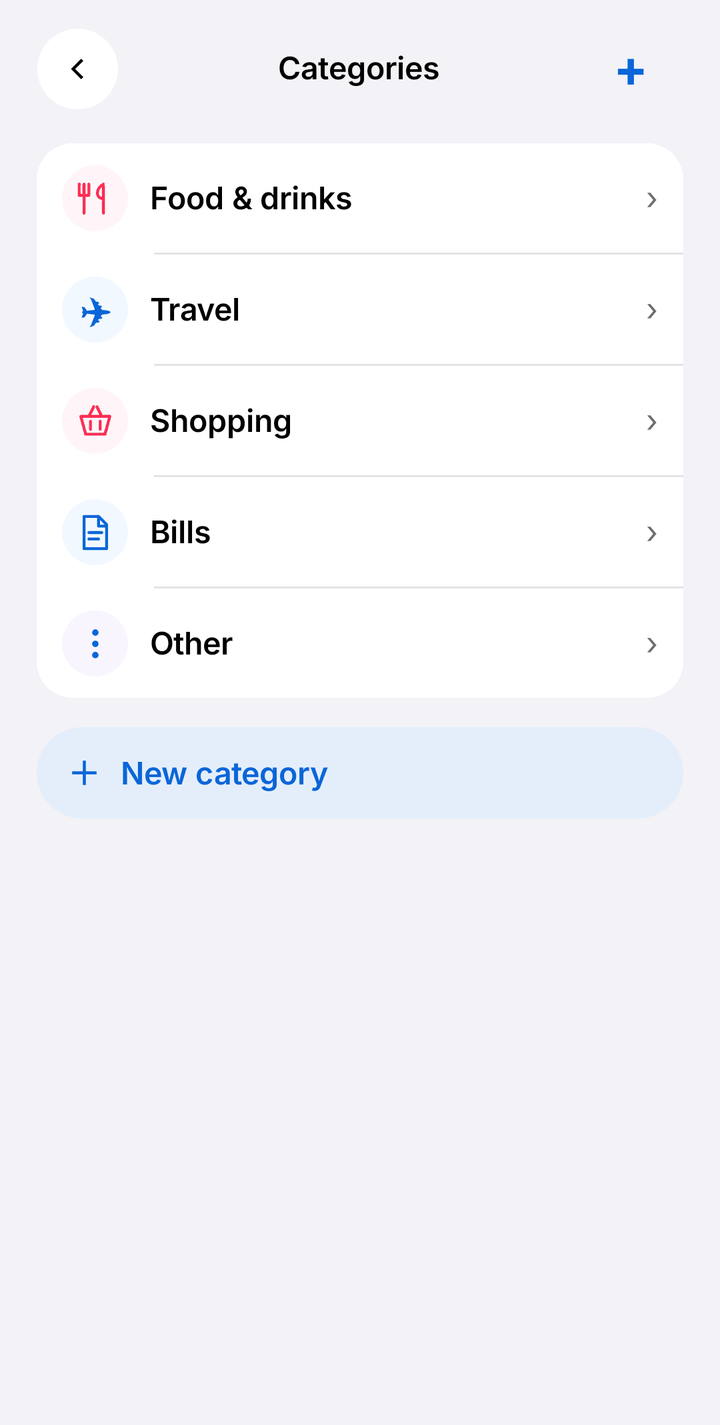 Categories
Food & drinks
Travel
Shopping
Bills
Other
New category